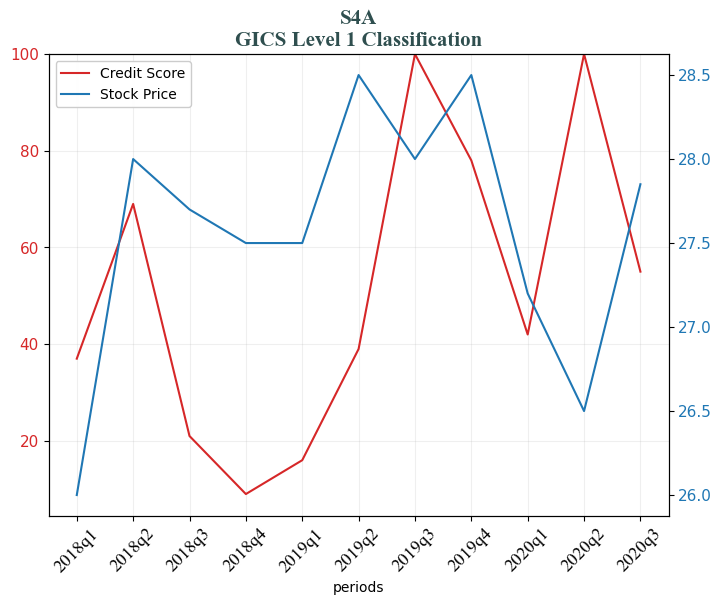 S4A
GICS Level 1 Classification
Credit Score
Stock Price
100
80
60
40
20
28.5
28.0
27.5
27.0
26.5
26.0
2018q1
2018q2
2018q3
2018q4
2019q1
2019q2
2019q3
2019q4
2020q1
2020q2
2020q3
periods